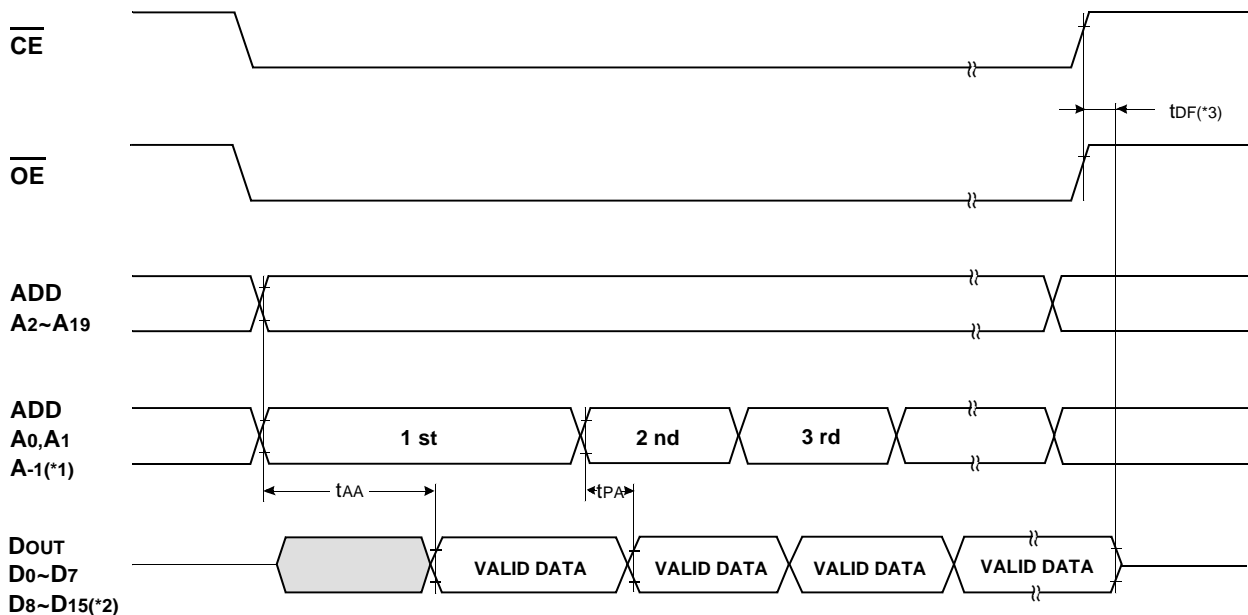 CE
tDF(*3)
OE
ADD
A2~A19
ADD
A0,A1
A-1(*1)
1 st
2 nd
3 rd
tAA
tPA
DOUT
D0~D7
D8~D15(*2)
VALID DATA
VALID DATA
VALID DATA
VALID DATA